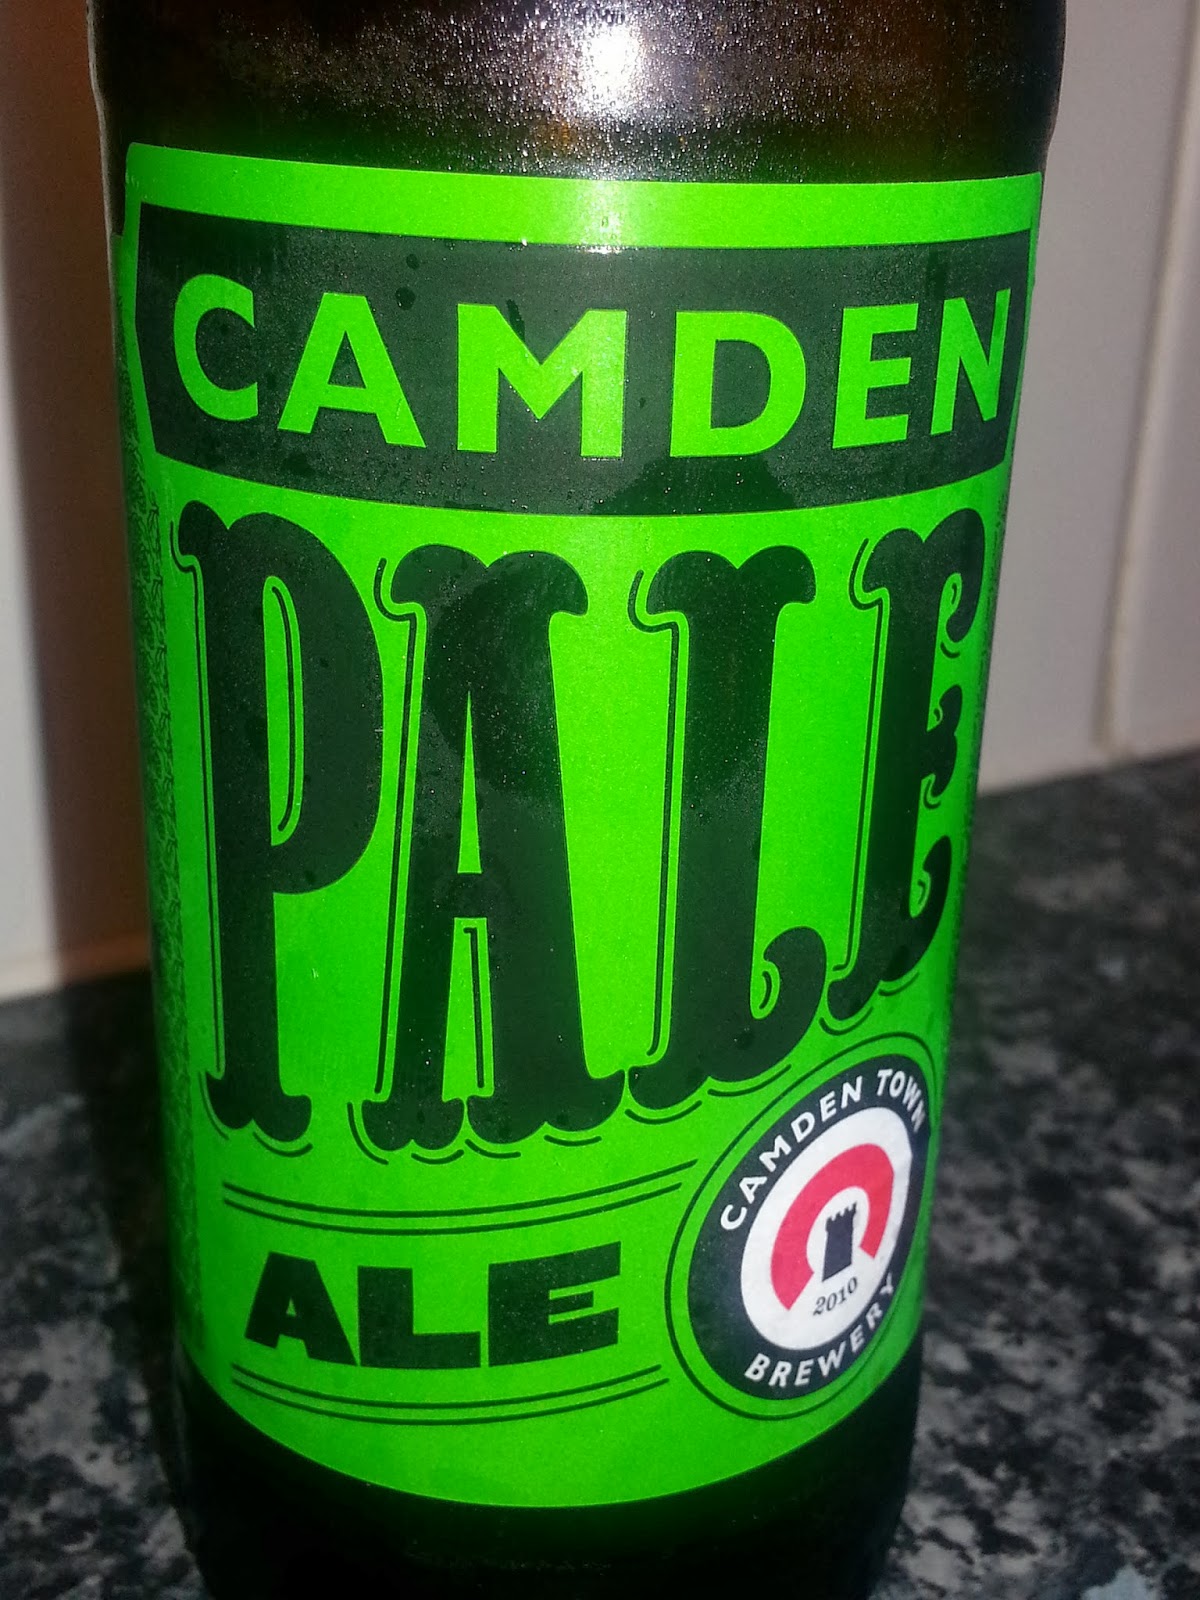 CAMDEN
PALE
ALE
CAMDEN TOWN
2010
BREWERY